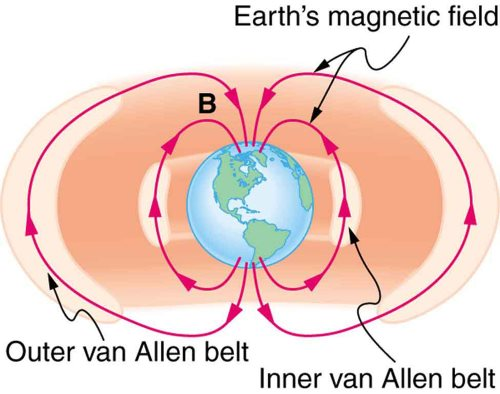 Earth's magnetic field
B
Outer van Allen belt
Inner van Allen belt